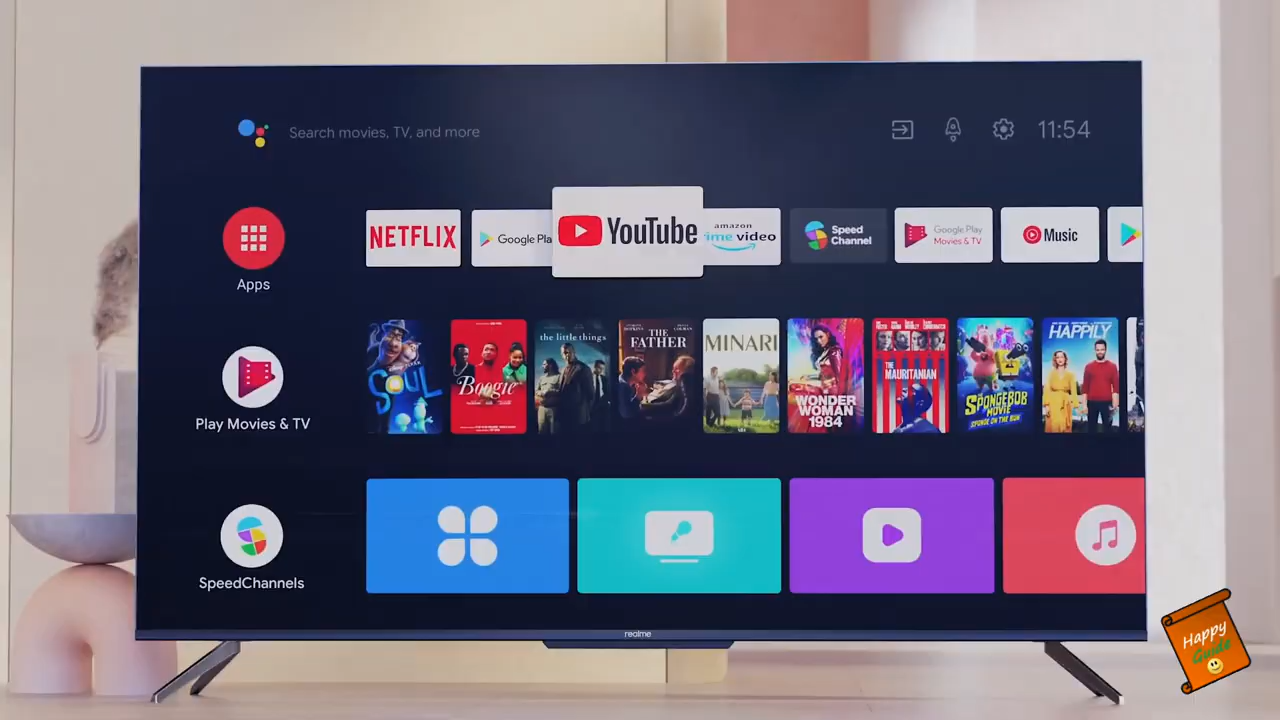 Search movies, TV, and more
11:54
NETFLIX
Google Pla
YouTube
amazon
ime video
Speed
Channel
Google Play
Movies & TV
Music
Apps
SOUL
Boogie
the little things
THE
FATHER
MINARI
WONDER
WOMAN
1984
THE
MAURITANIAN
THE
SPONGEBOB
MOVIE
SPONGE ON THE RUN
HAPPILY
Play Movies & TV
SpeedChannels
realme
Happy
Guide